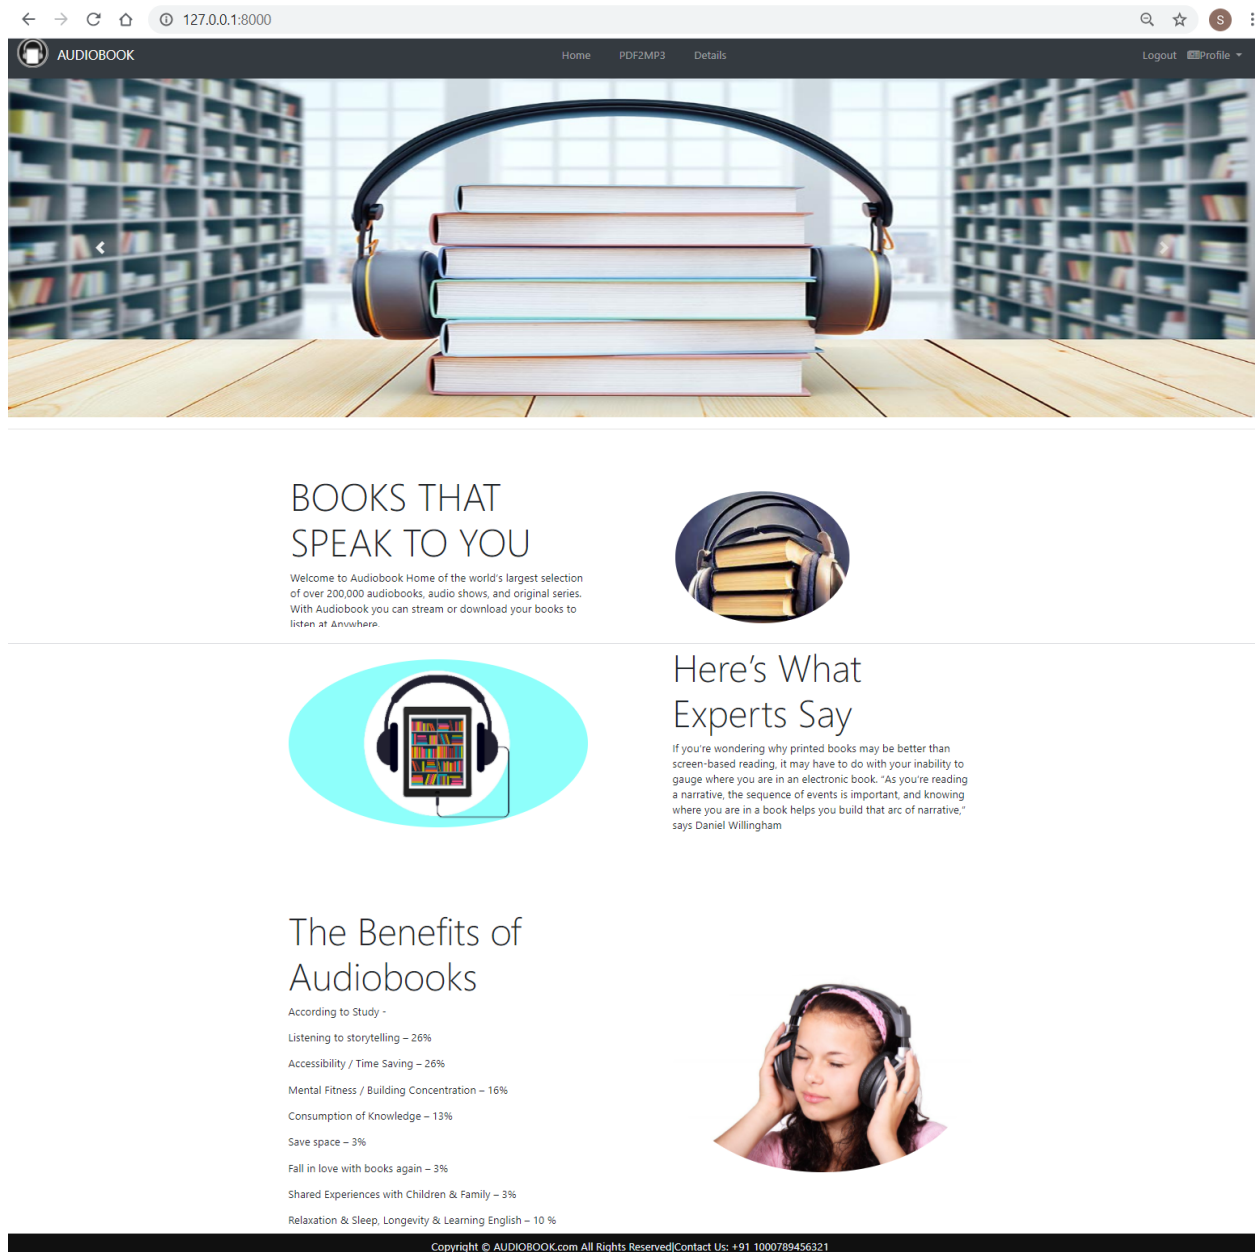 127.0.0.1:8000
S
AUDIOBOOK
Home
PDF2MP3
Details
Logout
Profile
BOOKS THAT
SPEAK TO YOU
Welcome to Audiobook Home of the world's largest selection
of over 200,000 audiobooks, audio shows, and original series.
With Audiobook you can stream or download your books to
listen at Anywhere.
Here's What
Experts Say
If you're wondering why printed books may be better than
screen-based reading, it may have to do with your inability to
gauge where you are in an electronic book. "As you're reading
a narrative, the sequence of events is important, and knowing
where you are in a book helps you build that arc of narrative,"
says Daniel Willingham
The Benefits of
Audiobooks
According to Study -
Listening to storytelling – 26%
Accessibility / Time Saving – 26%
Mental Fitness / Building Concentration – 16%
Consumption of Knowledge – 13%
Save space – 3%
Fall in love with books again – 3%
Shared Experiences with Children & Family – 3%
Relaxation & Sleep, Longevity & Learning English – 10 %
Copyright © AUDIOBOOK.com All Rights Reserved|Contact Us: +91 1000789456321